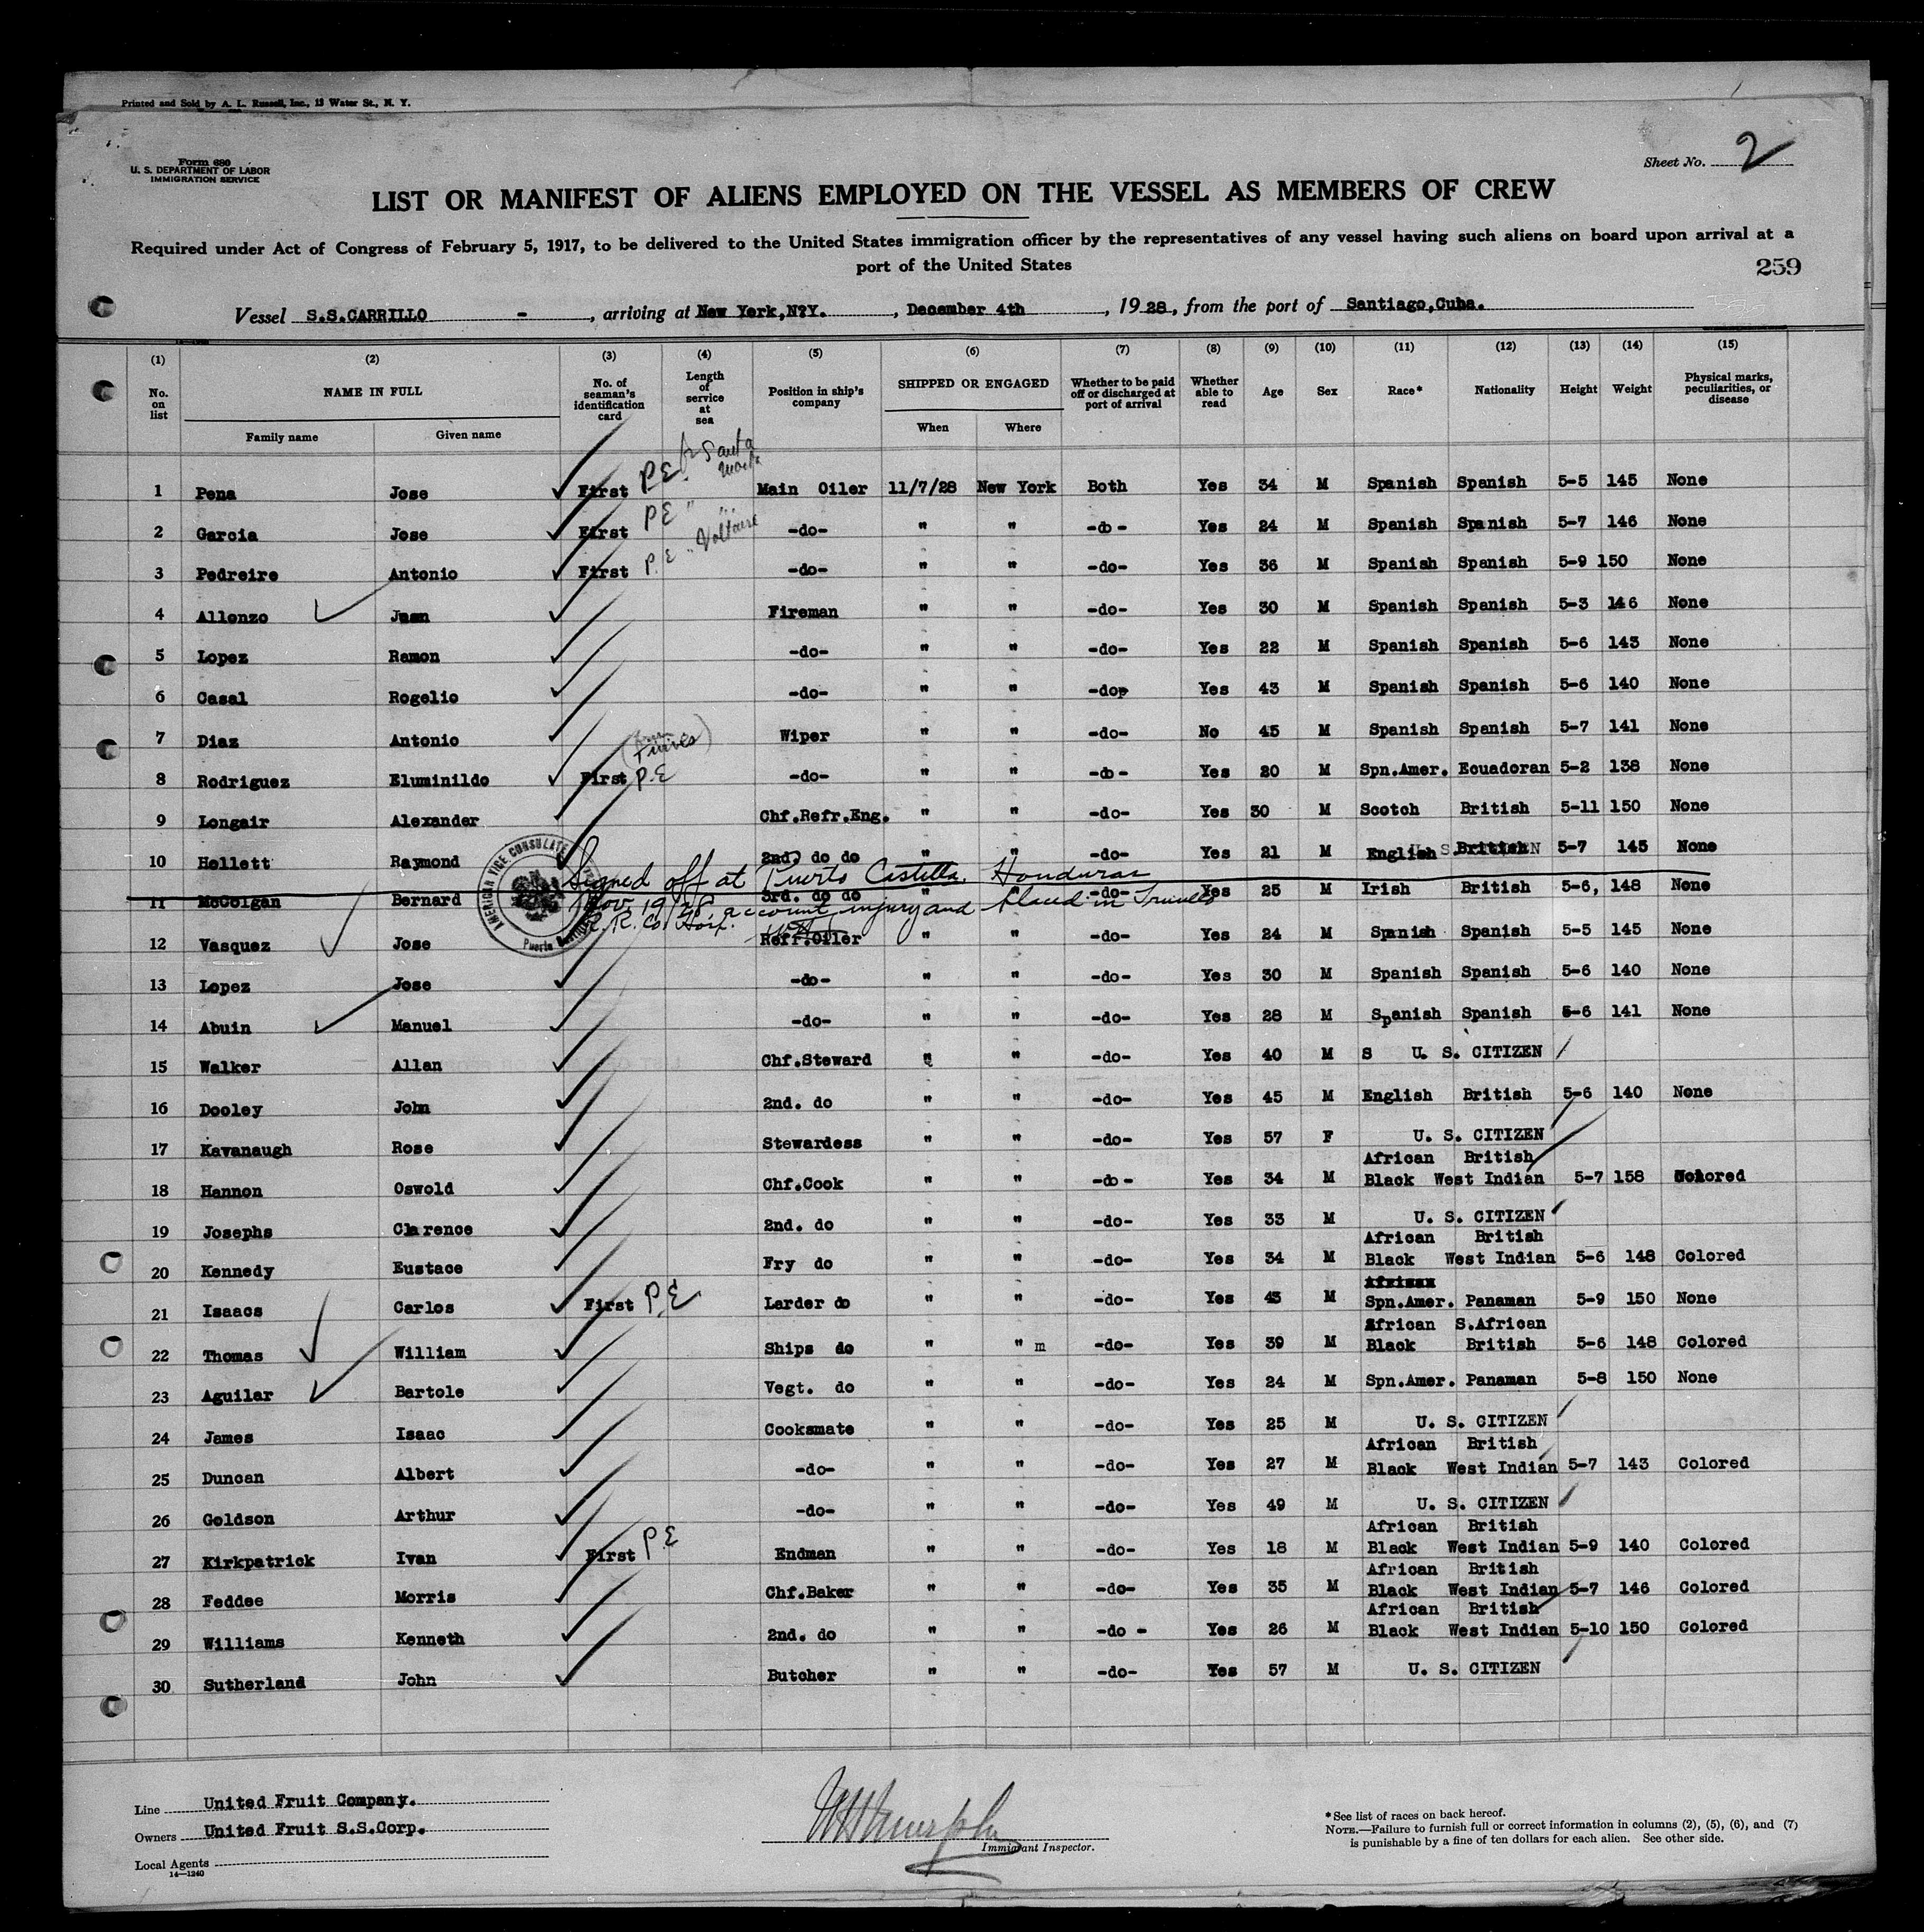 Printed and Sold by A. L. Russell, Inc., 13 Water St., N. Y.
Form 680
U. S. DEPARTMENT OF LABOR
IMMIGRATION SERVICE
Sheet No. 2
LIST OR MANIFEST OF ALIENS EMPLOYED ON THE VESSEL AS MEMBERS OF CREW
Required under Act of Congress of February 5, 1917, to be delivered to the United States immigration officer by the representatives of any vessel having such aliens on board upon arrival at a
port of the United States
259
Vessel S.S.CARRILLO - , arriving at New York,N?Y. , December 4th , 1928, from the port of Santiago,Cuba.
(1) (2) (3) (4) (5) (6) (7) (8) (9) (10) (11) (12) (13) (14) (15)
No. on list NAME IN FULL Family name Given name No. of seaman's identification card Length of service at sea Position in ship's company SHIPPED OR ENGAGED When Where Whether to be paid off or discharged at port of arrival Whether able to read Age Sex Race* Nationality Height Weight Physical marks, peculiarities, or disease
Santa
1 Pena Jose First P.E. Main Oiler 11/7/28 New York Both Yes 34 M Spanish Spanish 5-5 145 None
2 Garcia Jose First PE " " -do- " " -do- Yes 24 M Spanish Spanish 5-7 146 None
3 Pedreire Antonio First P.E " Voltaire -do- " " -do- Yes 36 M Spanish Spanish 5-9 150 None
4 Allonzo Juan Fireman " " -do- Yes 30 M Spanish Spanish 5-3 146 None
5 Lopez Ramon -do- " " -do- Yes 22 M Spanish Spanish 5-6 143 None
6 Casal Rogelio -do- " " -dop Yes 43 M Spanish Spanish 5-6 140 None
7 Diaz Antonio Wiper " " -do- No 45 M Spanish Spanish 5-7 141 None
8 Rodriguez Eluminildo First P.E -do- " " -do- Yes 20 M Spn.Amer. Ecuadoran 5-2 138 None
9 Longair Alexander Chf.Refr.Eng. " " -do- Yes 30 M Scotch British 5-11 150 None
10 Hellett Raymond 2nd. do do " " -do- Yes 21 M English British 5-7 145 None
Signed off at Puerto Castella, Honduras
11 McColgan Bernard 3rd. do do " -do- Yes 25 M Irish British 5-6, 148 None
Nov 19/28. account injury and placed in
AMERICAN VICE CONSULATE
Puerto
12 Vasquez Jose Refr.Oiler " " -do- Yes 24 M Spanish Spanish 5-5 145 None
13 Lopez Jose -do- " " -do- Yes 30 M Spanish Spanish 5-6 140 None
14 Abuin Manuel -do- " " -do- Yes 28 M Spanish Spanish 5-6 141 None
15 Walker Allan Chf.Steward " " -do- Yes 40 M S U. S. CITIZEN
16 Dooley John 2nd. do " " -do- Yes 45 M English British 5-6 140 None
17 Kavanaugh Rose Stewardess " " -do- Yes 57 F U. S. CITIZEN
African British
18 Hannon Oswold Chf.Cook " " -do- Yes 34 M Black West Indian 5-7 158 Colored
19 Josephs Clarence 2nd. do " " -do- Yes 33 M U. S. CITIZEN
African British
20 Kennedy Eustace Fry do " " -do- Yes 34 M Black West Indian 5-6 148 Colored
African
21 Isaacs Carlos First P.E Larder do " " -do- Yes 43 M Spn.Amer. Panaman 5-9 150 None
African S.African
22 Thomas William Ships do " " m -do- Yes 39 M Black British 5-6 148 Colored
23 Aguilar Bartole Vegt. do " " -do- Yes 24 M Spn.Amer. Panaman 5-8 150 None
24 James Isaac Cooksmate " " -do- Yes 25 M U. S. CITIZEN
African British
25 Duncan Albert -do- " " -do- Yes 27 M Black West Indian 5-7 143 Colored
26 Goldson Arthur -do- " " -do- Yes 49 M U. S. CITIZEN
African British
27 Kirkpatrick Ivan First P.E Endman " " -do- Yes 18 M Black West Indian 5-9 140 Colored
African British
28 Feddee Morris Chf.Baker " " -do- Yes 35 M Black West Indian 5-7 146 Colored
African British
29 Williams Kenneth 2nd. do " " -do - Yes 26 M Black West Indian 5-10 150 Colored
30 Sutherland John Butcher " " -do- Yes 57 M U. S. CITIZEN
Line United Fruit Company.
Owners United Fruit S.S.Corp.
Local Agents
14-1240
Immigrant Inspector.
*See list of races on back hereof.
NOTE.—Failure to furnish full or correct information in columns (2), (5), (6), and (7)
is punishable by a fine of ten dollars for each alien. See other side.